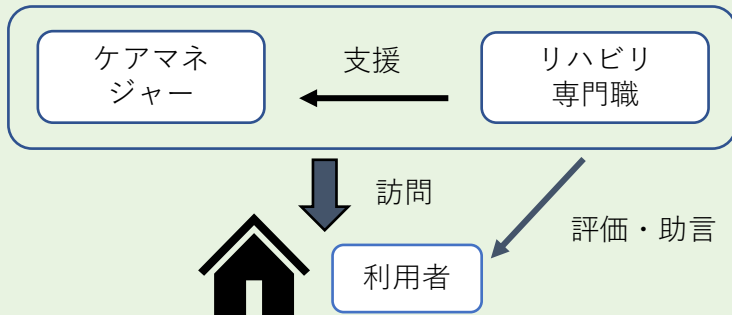 ケアマネ
ジャー
支援
リハビリ
専門職
訪問
評価・助言
利用者